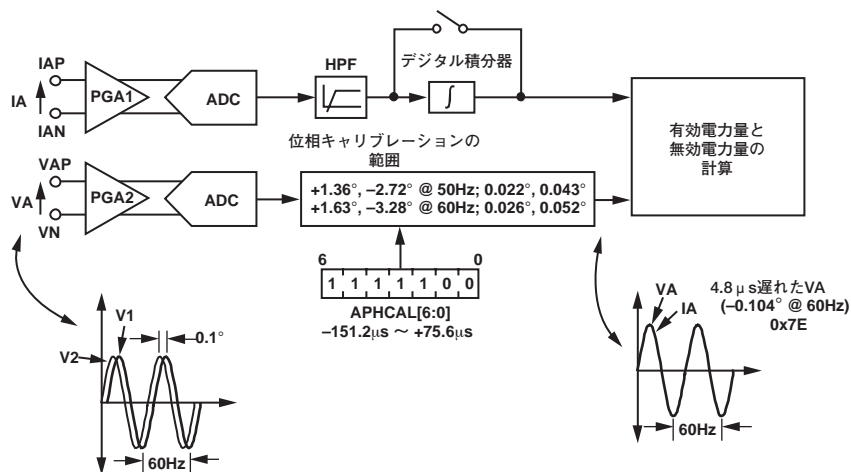 IAP
IA
IAN
PGA1
ADC
HPF
デジタル積分器
∫
有効電力量と
無効電力量の
計算
位相キャリブレーションの
範囲
VAP
VA
VN
PGA2
ADC
+1.36°, –2.72° @ 50Hz; 0.022°, 0.043°
+1.63°, –3.28° @ 60Hz; 0.026°, 0.052°
6 0
1 1 1 1 1 0 0
APHCAL[6:0]
–151.2μs ~ +75.6μs
V1
V2
0.1°
60Hz
4.8μs遅れたVA
(–0.104° @ 60Hz)
0x7E
VA
IA
60Hz